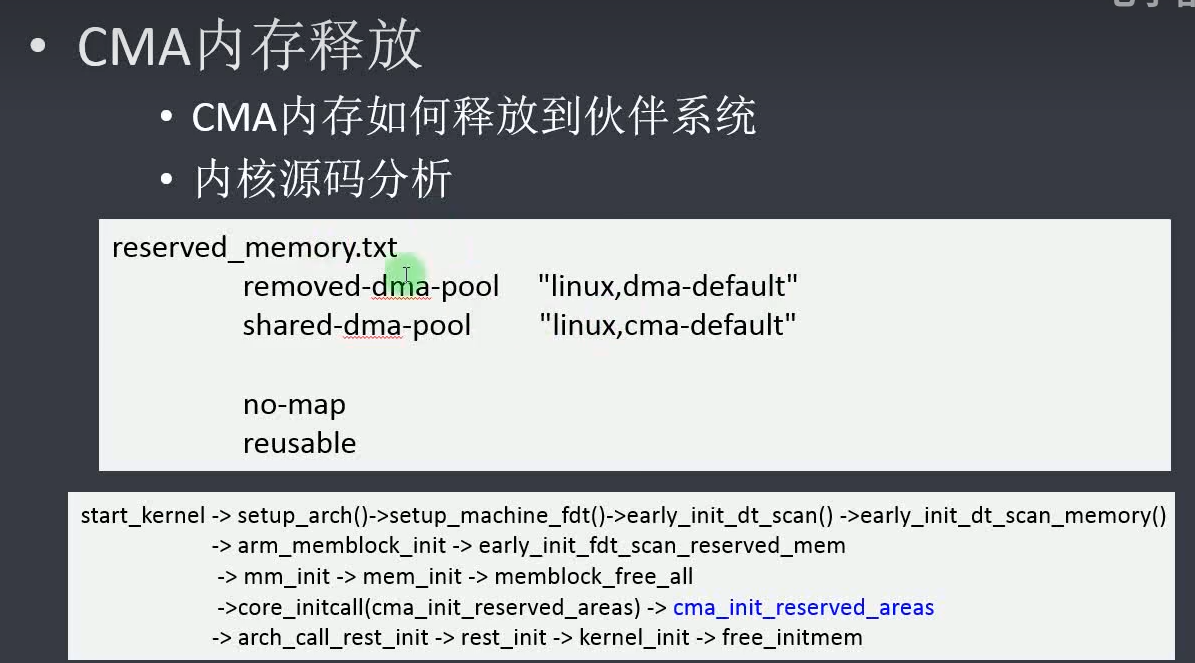 • CMA内存释放
• CMA内存如何释放到伙伴系统
• 内核源码分析
reserved_memory.txt
removed-dma-pool "linux,dma-default"
shared-dma-pool "linux,cma-default"
no-map
reusable
start_kernel -> setup_arch()->setup_machine_fdt()->early_init_dt_scan() ->early_init_dt_scan_memory()
-> arm_memblock_init -> early_init_fdt_scan_reserved_mem
-> mm_init -> mem_init -> memblock_free_all
->core_initcall(cma_init_reserved_areas) -> cma_init_reserved_areas
-> arch_call_rest_init -> rest_init -> kernel_init -> free_initmem